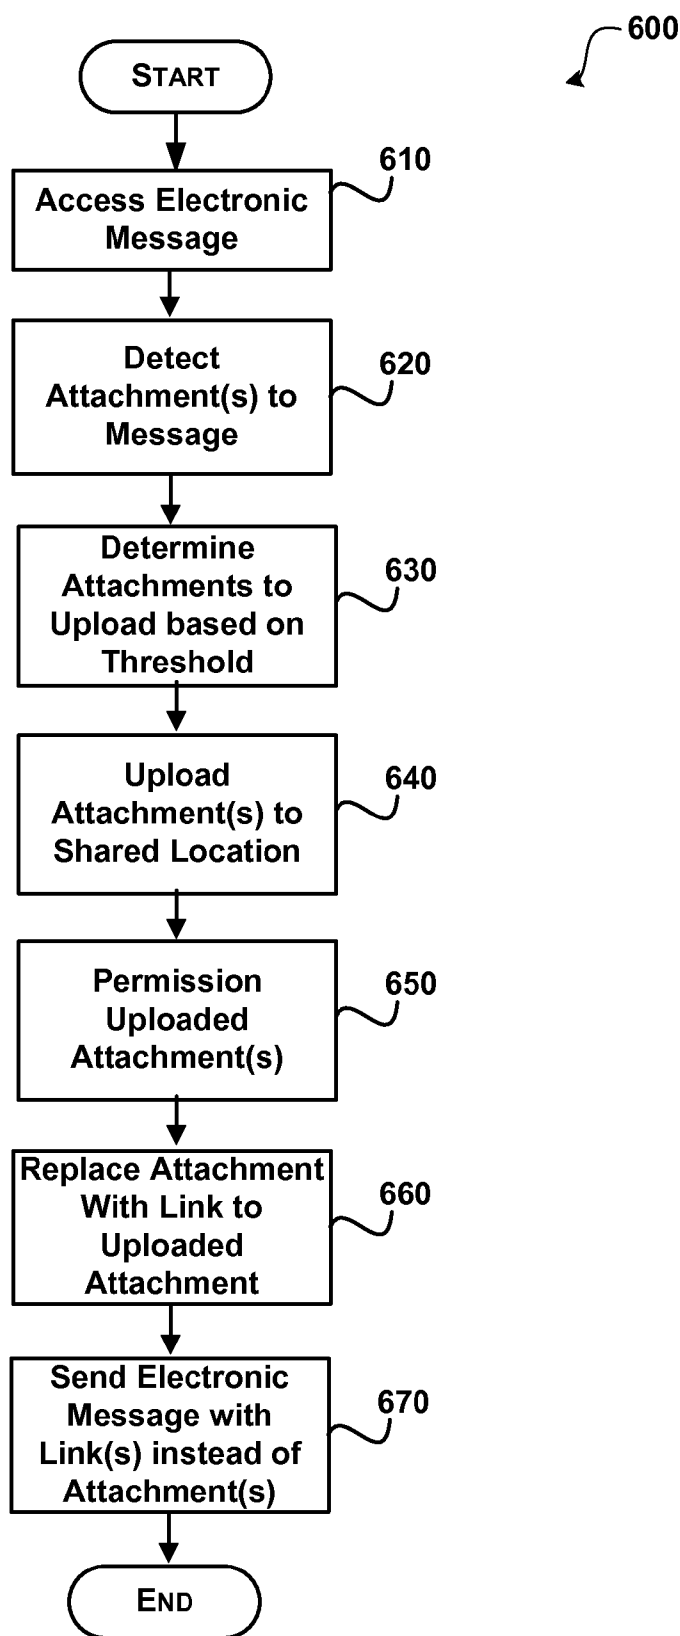 600
START
610
Access Electronic
Message
620
Detect
Attachment(s) to
Message
630
Determine
Attachments to
Upload based on
Threshold
640
Upload
Attachment(s) to
Shared Location
650
Permission
Uploaded
Attachment(s)
660
Replace Attachment
With Link to
Uploaded
Attachment
670
Send Electronic
Message with
Link(s) instead of
Attachment(s)
END